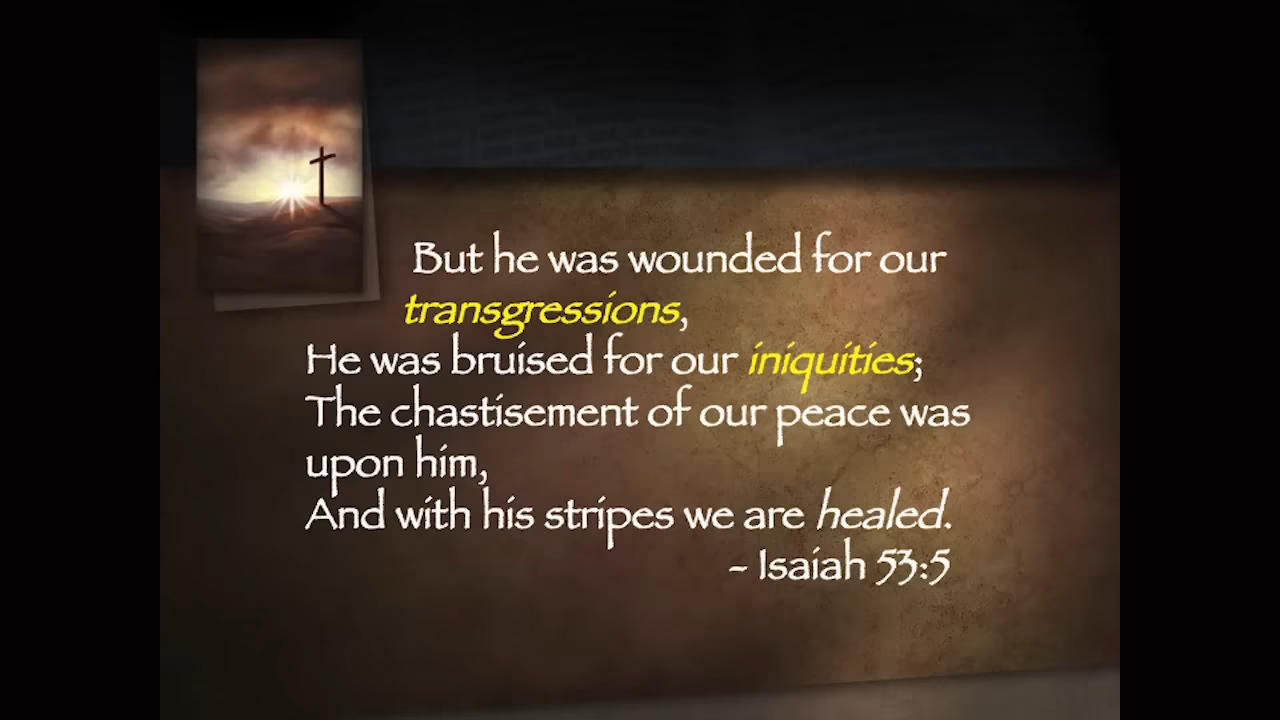 But he was wounded for our
transgressions,
He was bruised for our iniquities;
The chastisement of our peace was
upon him,
And with his stripes we are healed.
- Isaiah 53:5